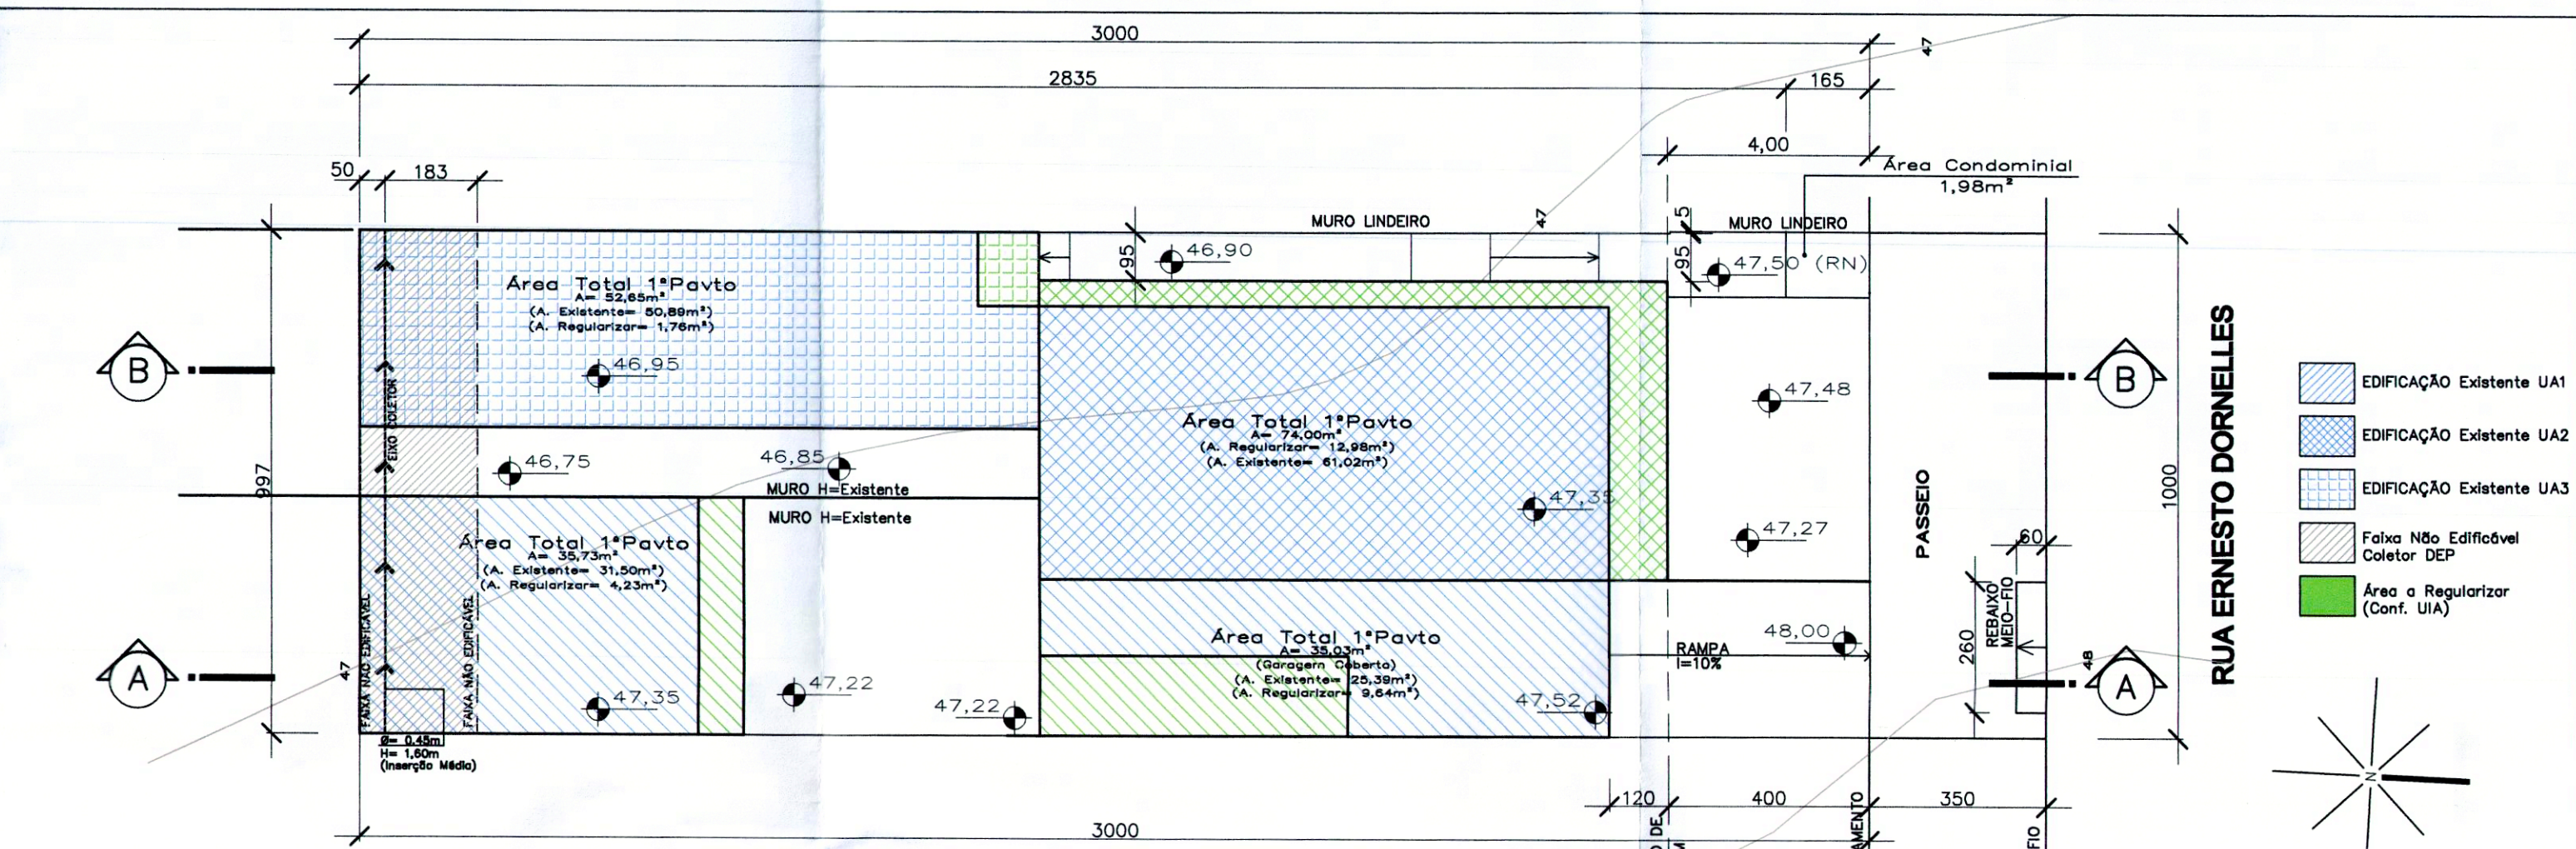 3000
47
2835
165
4,00
Área Condominial
1,98m²
50
183
MURO LINDEIRO
47
5
MURO LINDEIRO
95
46,90
95
47,50 (RN)
Área Total 1ºPavto
A= 52,65m²
(A. Existente= 50,89m²)
(A. Regularizar= 1,76m²)
B
46,95
EIXO COLETOR
47,48
B
RUA ERNESTO DORNELLES
EDIFICAÇÃO Existente UA1
EDIFICAÇÃO Existente UA2
EDIFICAÇÃO Existente UA3
Faixa Não Edificável
Coletor DEP
Área a Regularizar
(Conf. UIA)
Área Total 1ºPavto
A= 74,00m²
(A. Regularizar= 12,98m²)
(A. Existente= 61,02m²)
997
46,75
46,85
MURO H=Existente
MURO H=Existente
47,35
47,27
PASSEIO
1000
60
Área Total 1ºPavto
A= 35,73m²
(A. Existente= 31,50m²)
(A. Regularizar= 4,23m²)
FAIXA NÃO EDIFICÁVEL
FAIXA NÃO EDIFICÁVEL
47
A
47,35
47,22
47,22
Área Total 1ºPavto
A= 35,03m²
(Garagem Coberta)
(A. Existente= 25,39m²)
(A. Regularizar= 9,64m²)
47,52
RAMPA
I=10%
48,00
260
REBAIXO
MEIO-FIO
48
A
Ø= 0.45m
H= 1,60m
(Inserção Média)
N
120
400
350
3000
DE
AMENTO
FIO